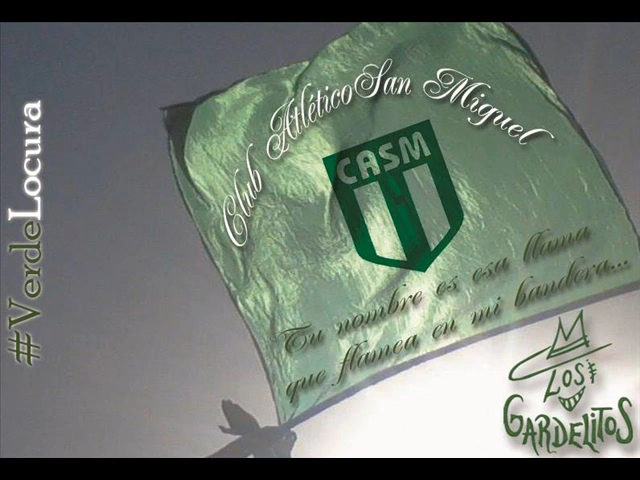 #VerdeLocura
Club Atlético San Miguel
CASM
Tu nombre es esa llama
que flamea en mi bandera...
LOS
GARDELITOS